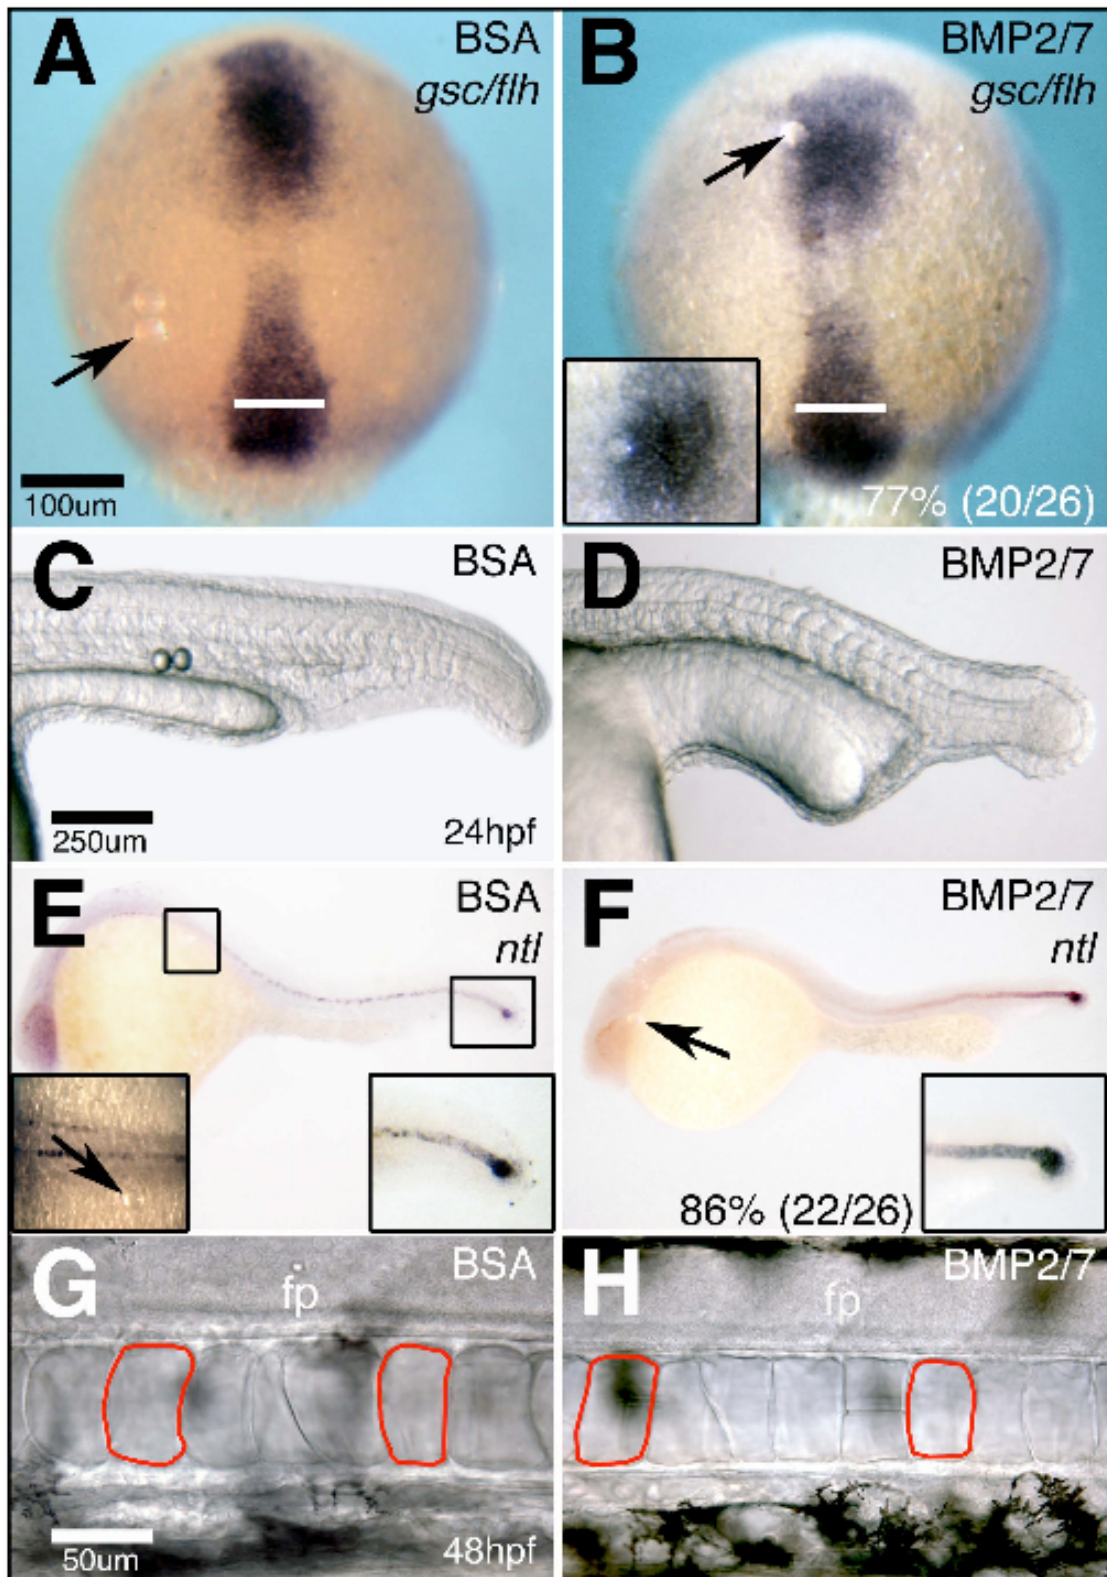 A
BSA
gsc/flh
100um
B
BMP2/7
gsc/flh
77% (20/26)
C
BSA
250um
24hpf
D
BMP2/7
E
BSA
ntl
F
BMP2/7
ntl
86% (22/26)
G
BSA
fp
50um
48hpf
H
BMP2/7
fp